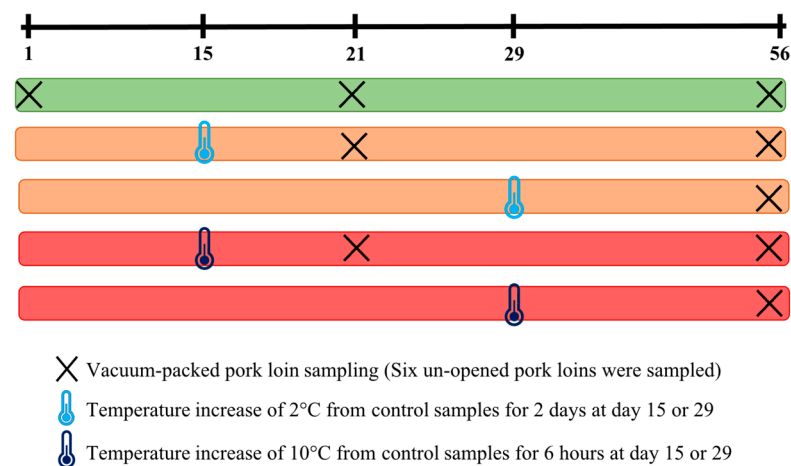 1 15 21 29 56
Vacuum-packed pork loin sampling (Six un-opened pork loins were sampled)
Temperature increase of 2°C from control samples for 2 days at day 15 or 29
Temperature increase of 10°C from control samples for 6 hours at day 15 or 29